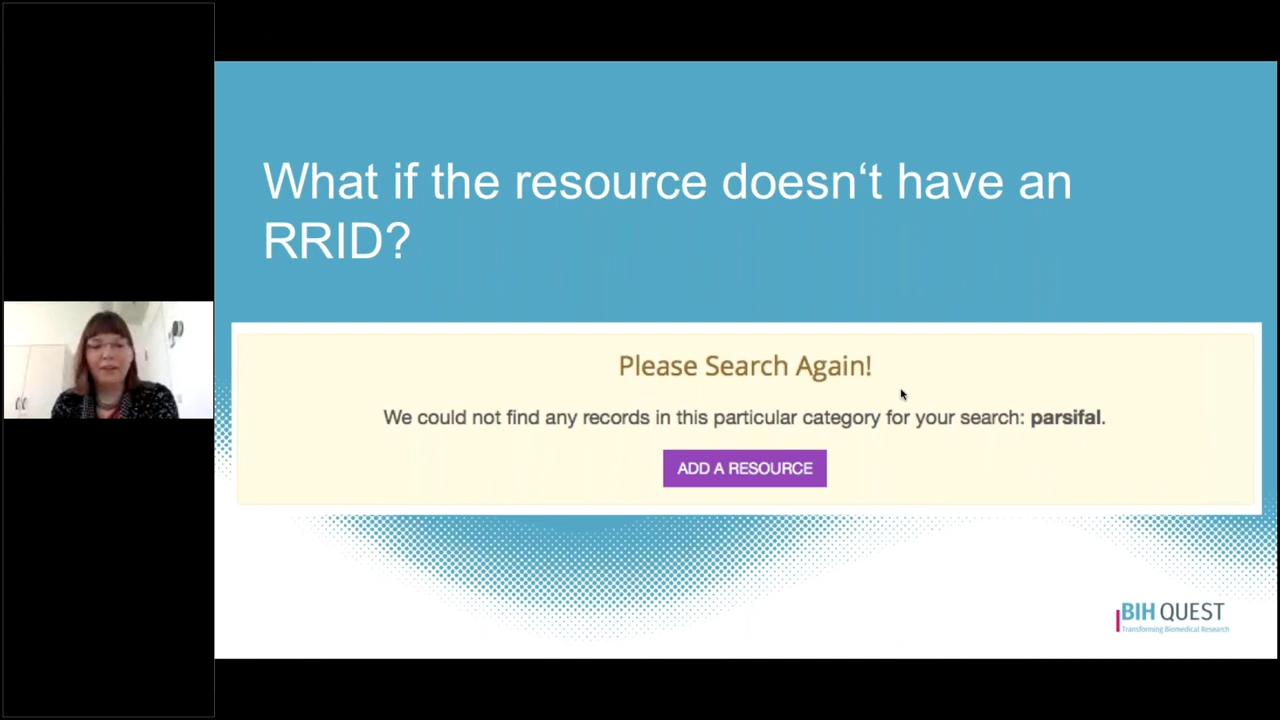 What if the resource doesn‘t have an
RRID?
Please Search Again!
We could not find any records in this particular category for your search: parsifal.
ADD A RESOURCE
BIH QUEST
Transforming Biomedical Research